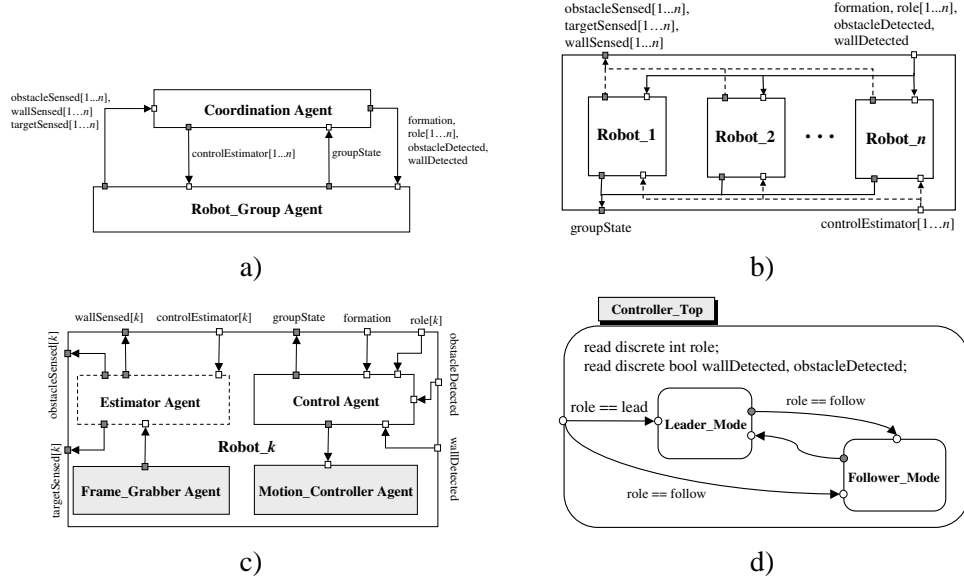 obstacleSensed[1...n],
wallSensed[1…n]
targetSensed[1…n]
Coordination Agent
controlEstimator[1...n]
groupState
formation,
role[1…n],
obstacleDetected,
wallDetected
Robot_Group Agent
a)
obstacleSensed[1...n],
targetSensed[1…n],
wallSensed[1...n]
formation, role[1...n],
obstacleDetected,
wallDetected
Robot_1
Robot_2
• • •
Robot_n
groupState
controlEstimator[1…n]
b)
wallSensed[k]
controlEstimator[k]
groupState
formation
role[k]
obstacleSensed[k]
obstacleDetected
Estimator Agent
Control Agent
Robot_k
targetSensed[k]
wallDetected
Frame_Grabber Agent
Motion_Controller Agent
c)
Controller_Top
read discrete int role;
read discrete bool wallDetected, obstacleDetected;
role == lead
Leader_Mode
role == follow
Follower_Mode
role == follow
d)